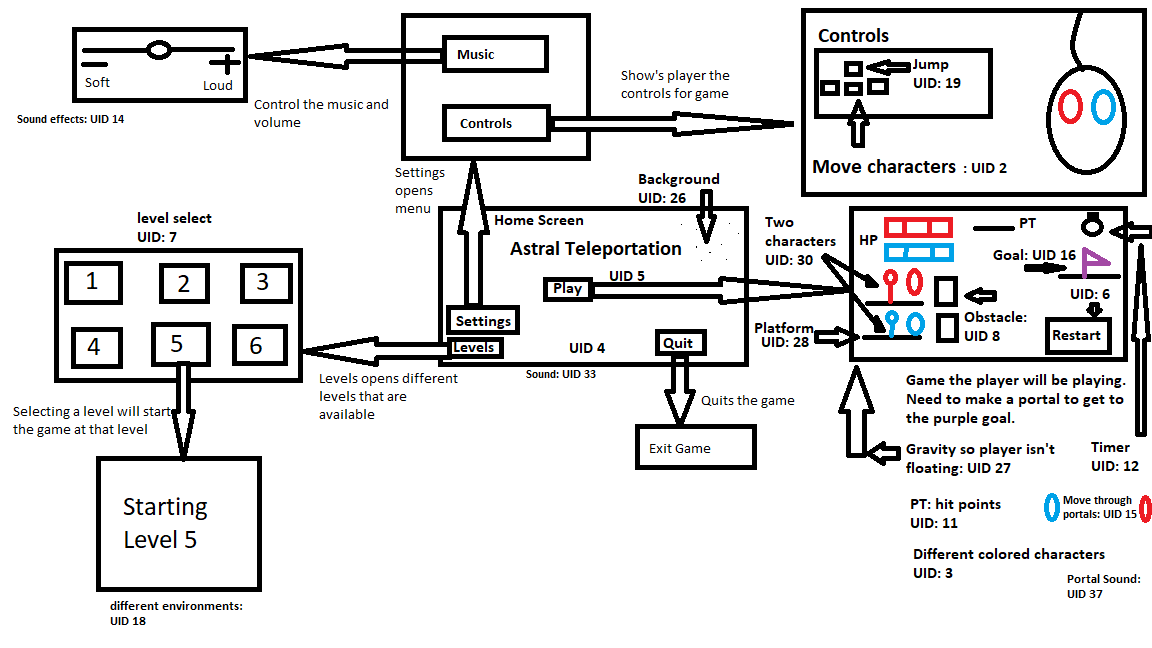 Soft
Loud
Sound effects: UID 14
Control the music and
volume
Music
Controls
Settings
opens
menu
Show's player the
controls for game
Controls
Jump
UID: 19
Move characters : UID 2
level select
UID: 7
1
2
3
4
5
6
Selecting a level will start
the game at that level
Starting
Level 5
different environments:
UID 18
Levels opens different
levels that are
available
Background
UID: 26
Home Screen
Astral Teleportation
UID 5
Play
Settings
Levels
UID 4
Quit
Sound: UID 33
Quits the game
Exit Game
Two
characters
UID: 30
Platform
UID: 28
HP
PT
Goal: UID 16
UID: 6
Obstacle:
UID 8
Restart
Game the player will be playing.
Need to make a portal to get to
the purple goal.
Gravity so player isn't
floating: UID 27
Timer
UID: 12
PT: hit points
UID: 11
Move through
portals: UID 15
Different colored characters
UID: 3
Portal Sound:
UID 37